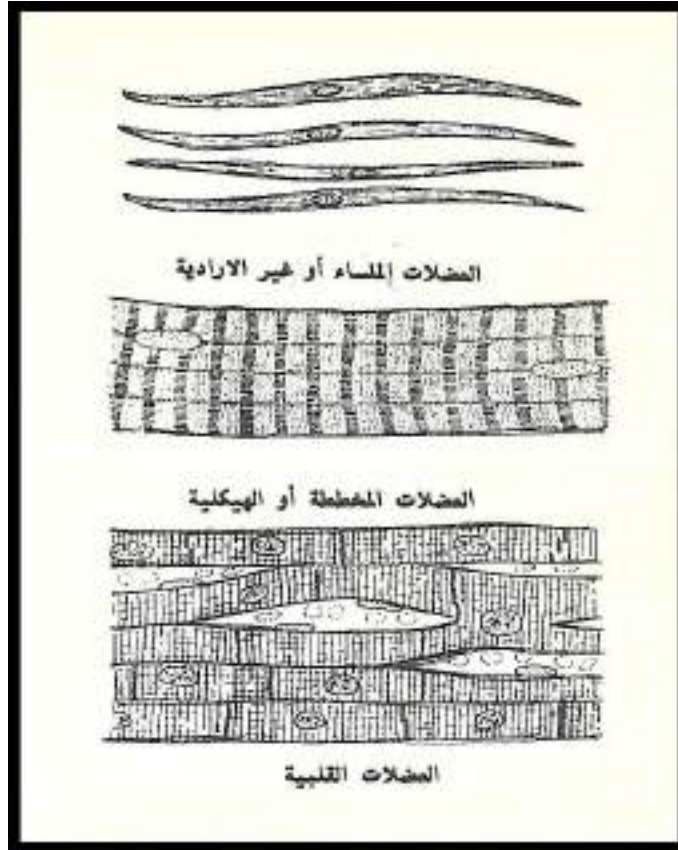 العضلات الملساء أو غير الارادية
العضلات المخططة أو الهيكلية
العضلات القلبية